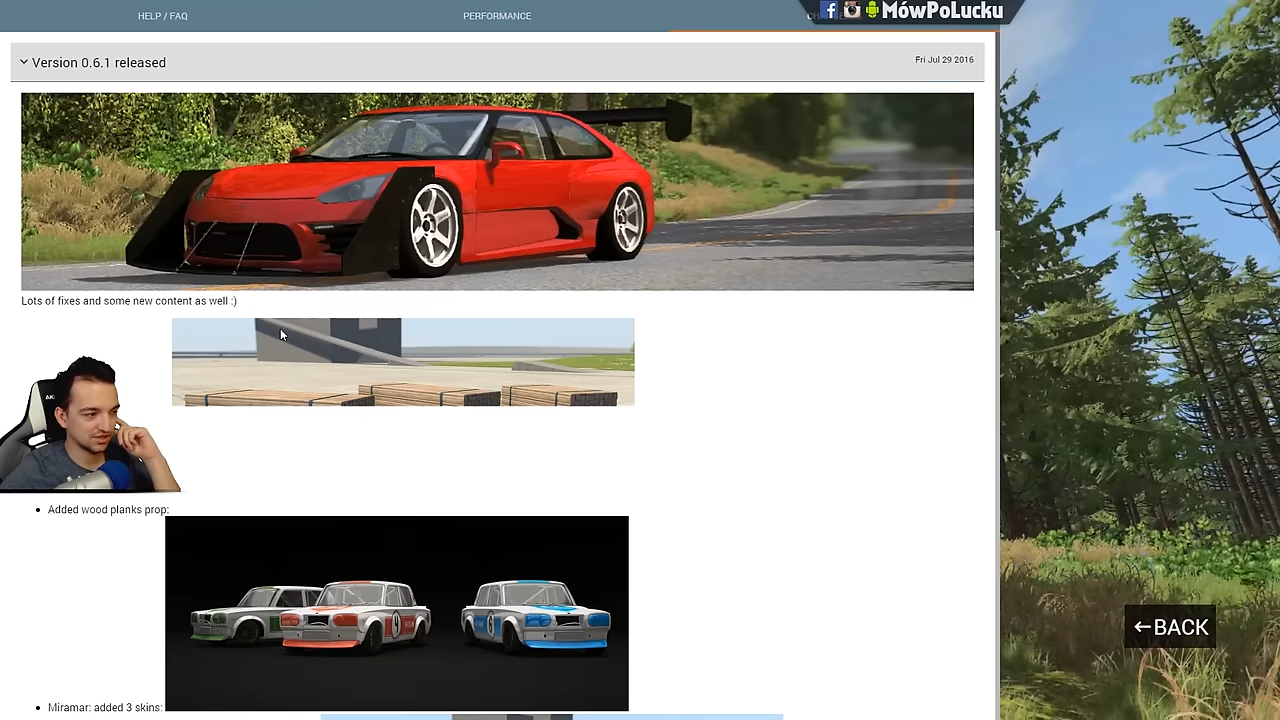 HELP / FAQ
PERFORMANCE
MówPoLucku
Version 0.6.1 released
Fri Jul 29 2016
Lots of fixes and some new content as well :)
Added wood planks prop:
Miramar: added 3 skins:
←BACK